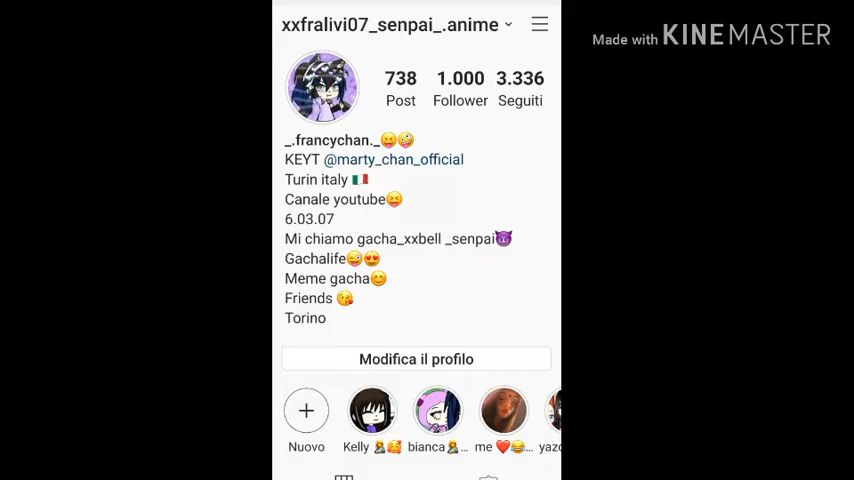 xxfralivi07_senpai_.anime
Made with KINEMASTER
738 1.000 3.336
Post Follower Seguiti
_.francychan._😝🤪
KEYT @marty_chan_official
Turin italy 🇮🇹
Canale youtube😝
6.03.07
Mi chiamo gacha_xxbell _senpai😈
Gachalife😜😍
Meme gacha😊
Friends 😘
Torino
Modifica il profilo
Nuovo Kelly 🤱🥰 bianca🤱... me ❤️😂... yazo